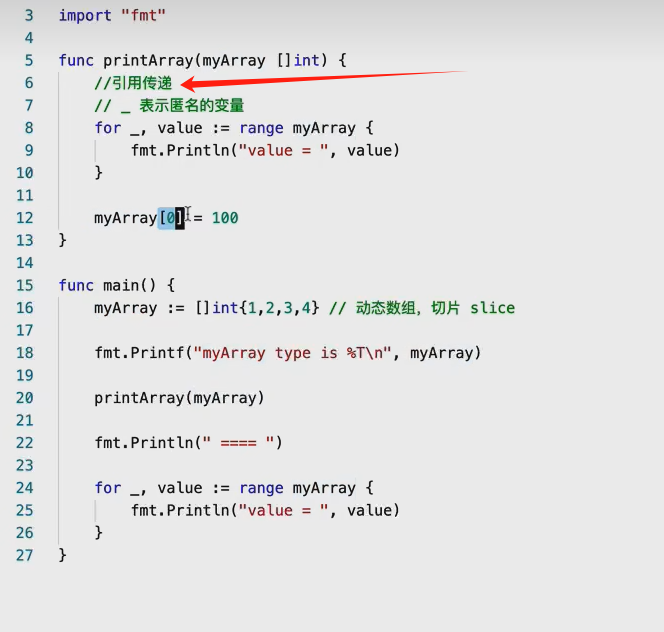 3 import "fmt"
4
5 func printArray(myArray []int) {
6 //引用传递
7 // _ 表示匿名的变量
8 for _, value := range myArray {
9 fmt.Println("value = ", value)
10 }
11
12 myArray[0] = 100
13 }
14
15 func main() {
16 myArray := []int{1,2,3,4} // 动态数组，切片 slice
17
18 fmt.Printf("myArray type is %T\n", myArray)
19
20 printArray(myArray)
21
22 fmt.Println(" ==== ")
23
24 for _, value := range myArray {
25 fmt.Println("value = ", value)
26 }
27 }